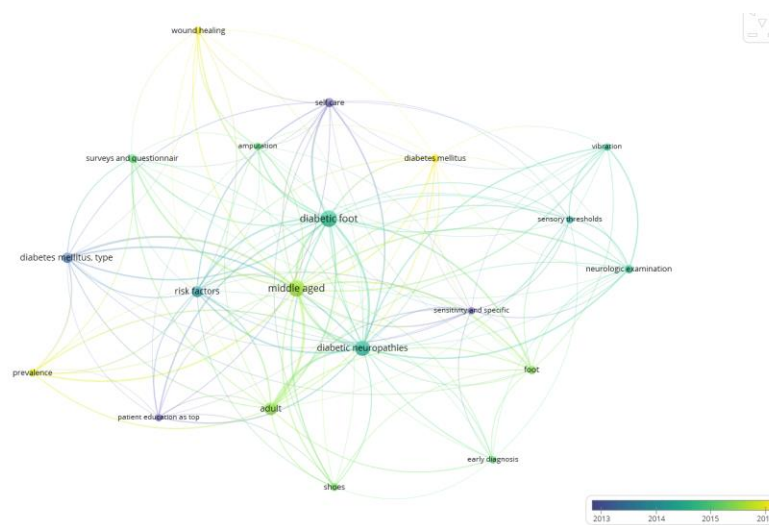 wound healing
self care
amputation
vibration
surveys and questionnair
diabetes mellitus
diabetic foot
sensory thresholds
diabetes mellitus, type
neurologic examination
risk factors
middle aged
sensitivity and specific
diabetic neuropathies
foot
prevalence
adult
patient education as top
early diagnosis
shoes
2013 2014 2015